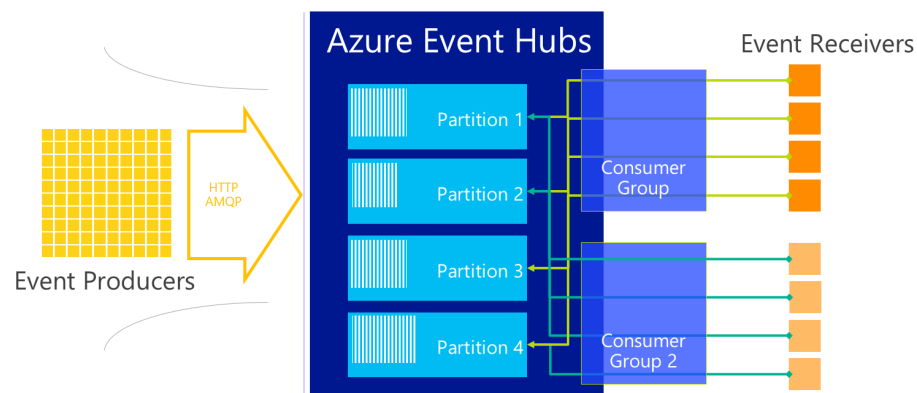 Azure Event Hubs
Event Receivers
Partition 1
Partition 2
Partition 3
Partition 4
Consumer
Group
Consumer
Group 2
HTTP
AMQP
Event Producers